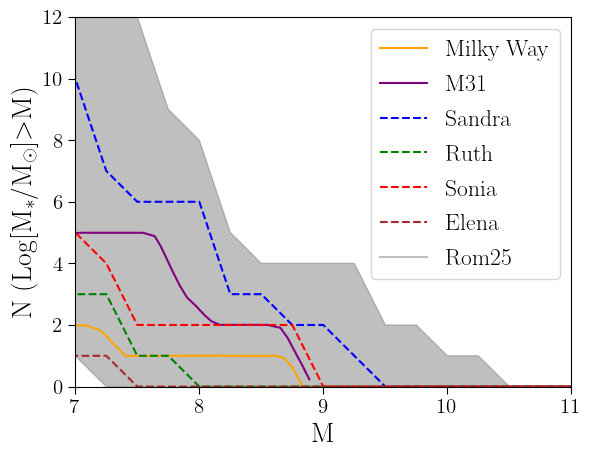 12
10
8
6
4
2
0
7
8
9
10
11
N (Log[M*/M⊙]>M)
M
Milky Way
M31
Sandra
Ruth
Sonia
Elena
Rom25